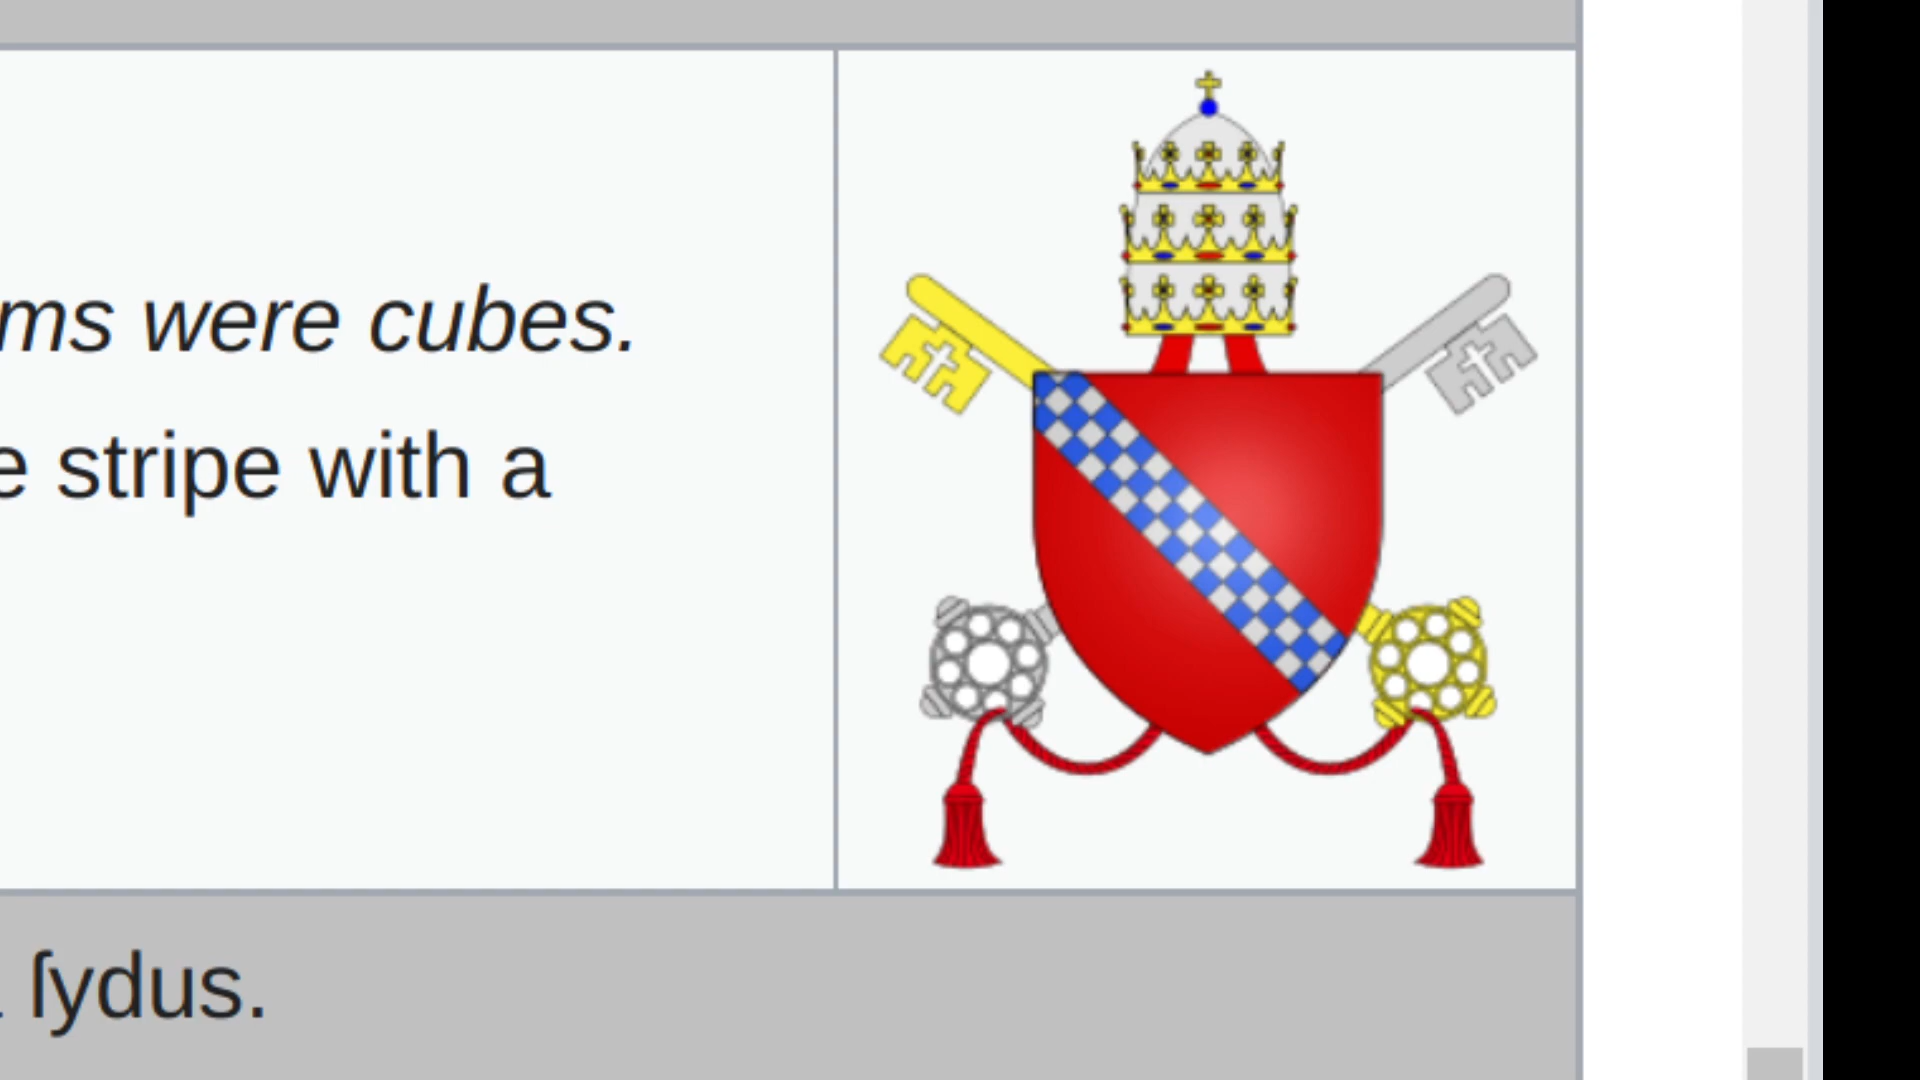 ms were cubes.
e stripe with a
ſydus.